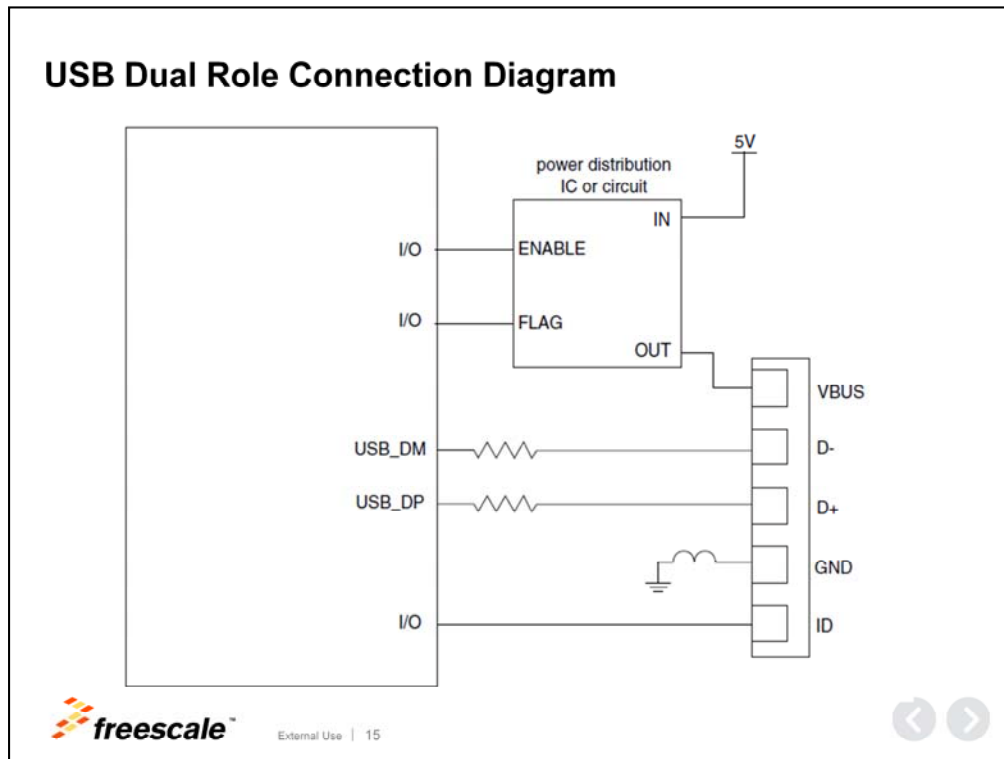 USB Dual Role Connection Diagram
5V
power distribution
IC or circuit
IN
I/O
ENABLE
I/O
FLAG
OUT
VBUS
USB_DM
D-
USB_DP
D+
GND
I/O
ID
freescale™
External Use | 15